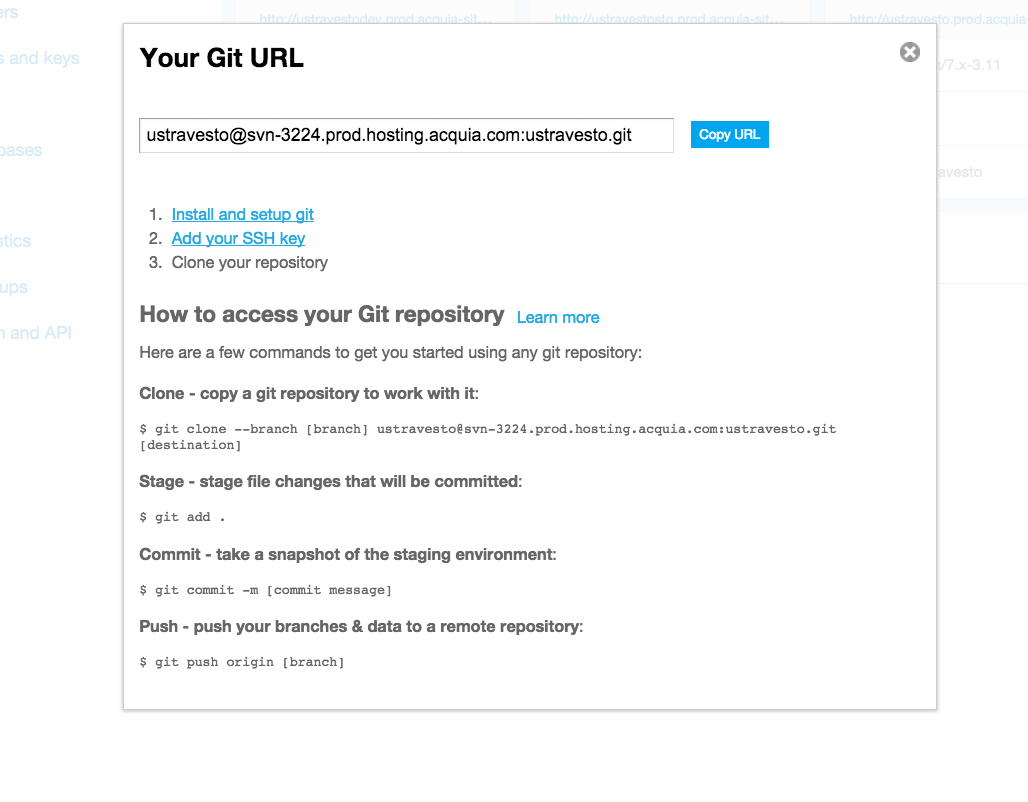 ers
http://ustravestodev.prod.acquia-sit...
http://ustravestostg.prod.acquia-sit...
http://ustravesto.prod.acquia-
s and keys
Your Git URL
/7.x-3.11
ustravesto@svn-3224.prod.hosting.acquia.com:ustravesto.git
Copy URL
bases
avesto
1. Install and setup git
2. Add your SSH key
3. Clone your repository
stics
ups
n and API
How to access your Git repository Learn more
Here are a few commands to get you started using any git repository:
Clone - copy a git repository to work with it:
$ git clone --branch [branch] ustravesto@svn-3224.prod.hosting.acquia.com:ustravesto.git
[destination]
Stage - stage file changes that will be committed:
$ git add .
Commit - take a snapshot of the staging environment:
$ git commit -m [commit message]
Push - push your branches & data to a remote repository:
$ git push origin [branch]